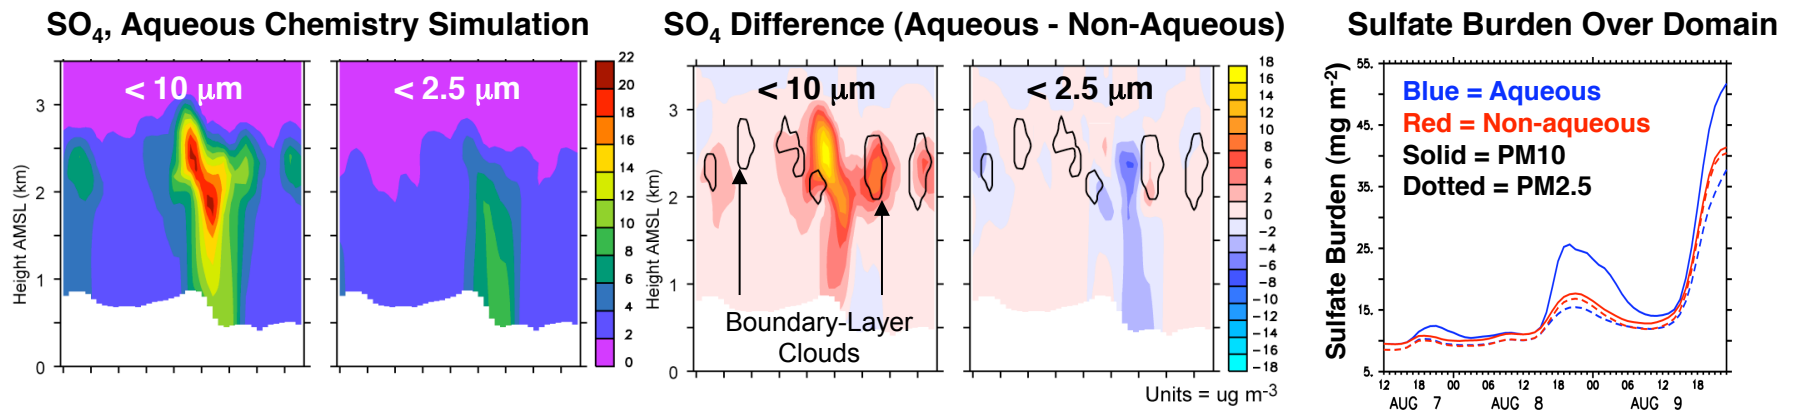 SO4, Aqueous Chemistry Simulation
SO4 Difference (Aqueous - Non-Aqueous)
Sulfate Burden Over Domain
< 10 μm
< 2.5 μm
Height AMSL (km)
3
2
1
0
22
20
18
16
14
12
10
8
6
4
2
0
< 10 μm
< 2.5 μm
Height AMSL (km)
3
2
1
0
Boundary-Layer
Clouds
18
16
14
12
10
8
6
4
2
0
−2
−4
−6
−8
−10
−12
−14
−16
−18
Units = ug m-3
Sulfate Burden (mg m-2)
55.
45.
35.
25.
15.
5.
Blue = Aqueous
Red = Non-aqueous
Solid = PM10
Dotted = PM2.5
12 18 00 06 12 18 00 06 12 18
AUG 7 AUG 8 AUG 9